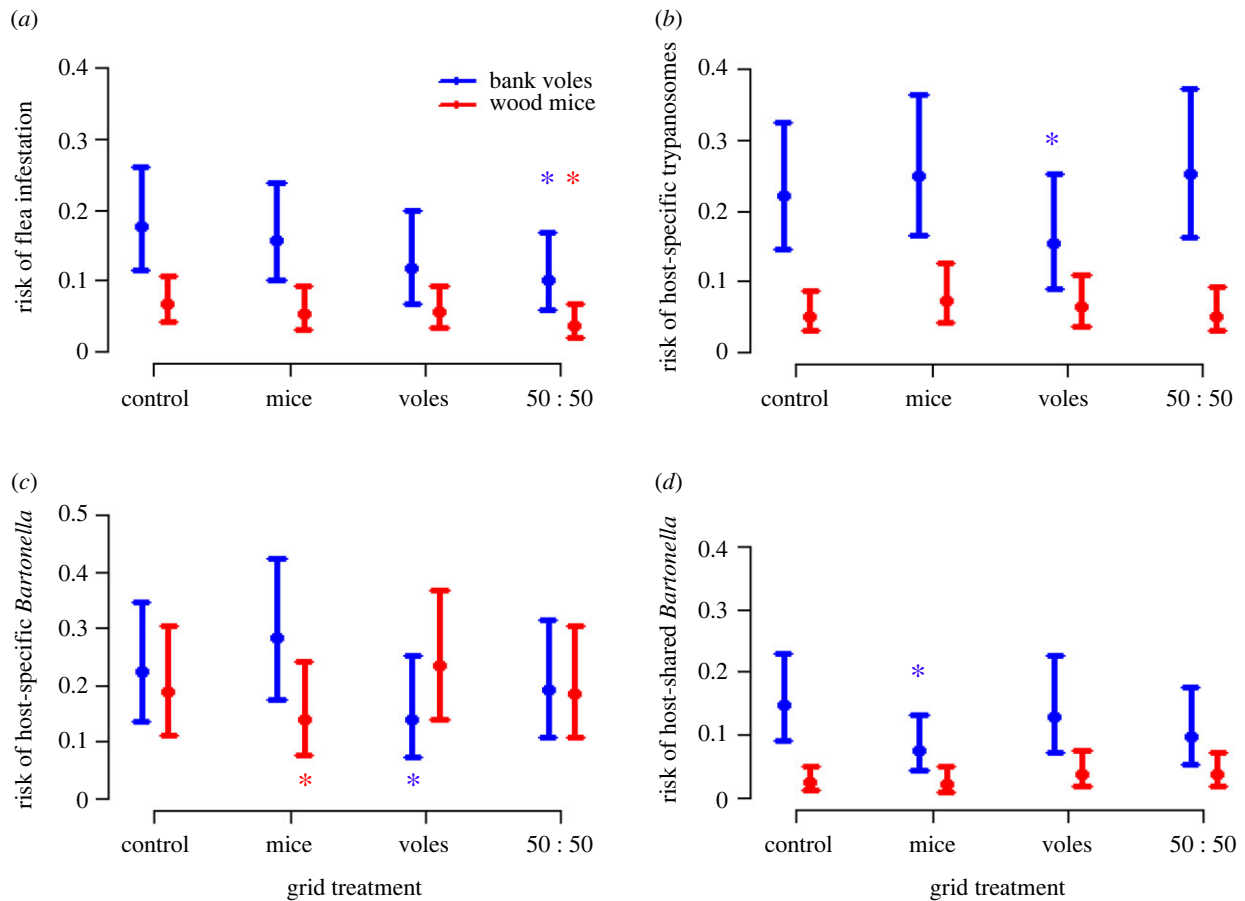 (a)
risk of flea infestation
0.4
0.3
0.2
0.1
0
bank voles
wood mice
* *
control mice voles 50 : 50
(b)
risk of host-specific trypanosomes
0.4
0.3
0.2
0.1
0
*
control mice voles 50 : 50
(c)
risk of host-specific Bartonella
0.5
0.4
0.3
0.2
0.1
0
* *
control mice voles 50 : 50
grid treatment
(d)
risk of host-shared Bartonella
0.4
0.3
0.2
0.1
0
*
control mice voles 50 : 50
grid treatment